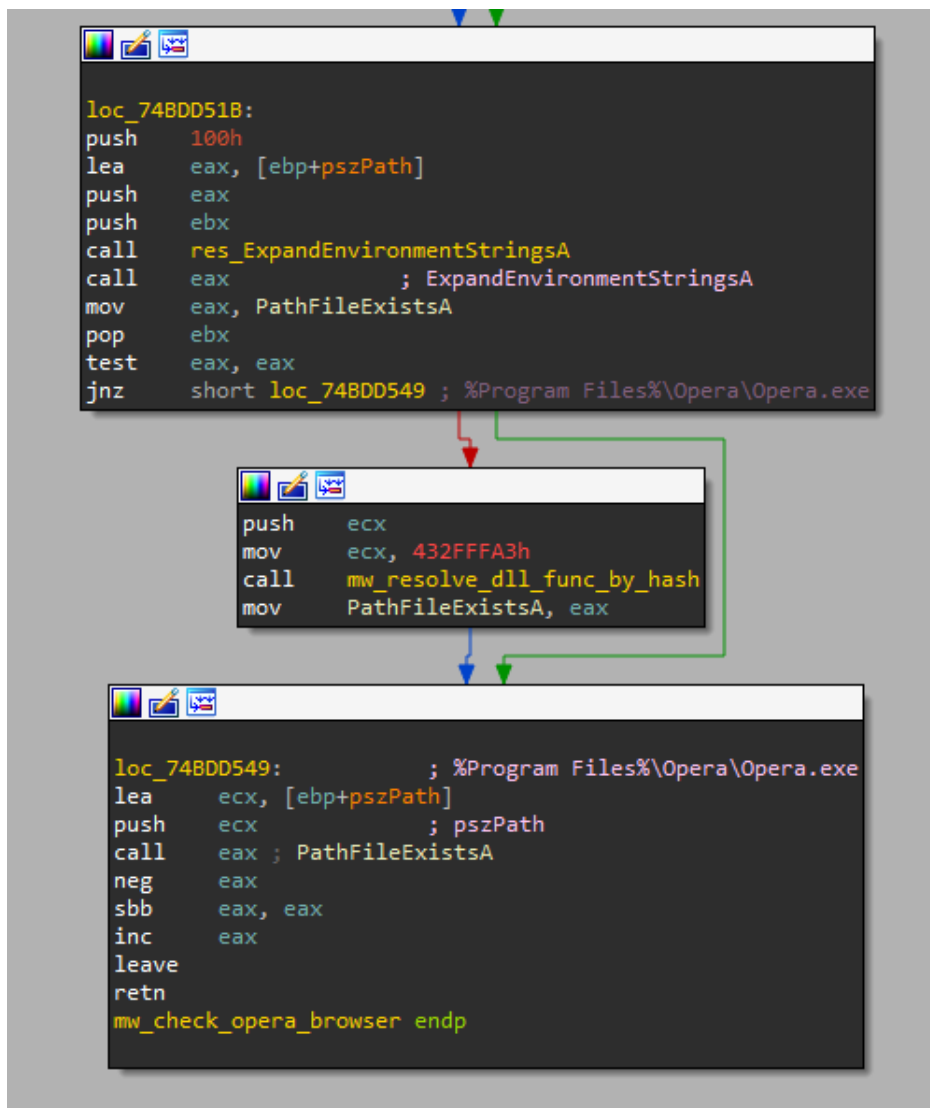 loc_74BDD51B:
push 100h
lea eax, [ebp+pszPath]
push eax
push ebx
call res_ExpandEnvironmentStringsA
call eax ; ExpandEnvironmentStringsA
mov eax, PathFileExistsA
pop ebx
test eax, eax
jnz short loc_74BDD549 ; %Program Files%\Opera\Opera.exe
push ecx
mov ecx, 432FFFA3h
call mw_resolve_dll_func_by_hash
mov PathFileExistsA, eax
loc_74BDD549: ; %Program Files%\Opera\Opera.exe
lea ecx, [ebp+pszPath]
push ecx ; pszPath
call eax ; PathFileExistsA
neg eax
sbb eax, eax
inc eax
leave
retn
mw_check_opera_browser endp